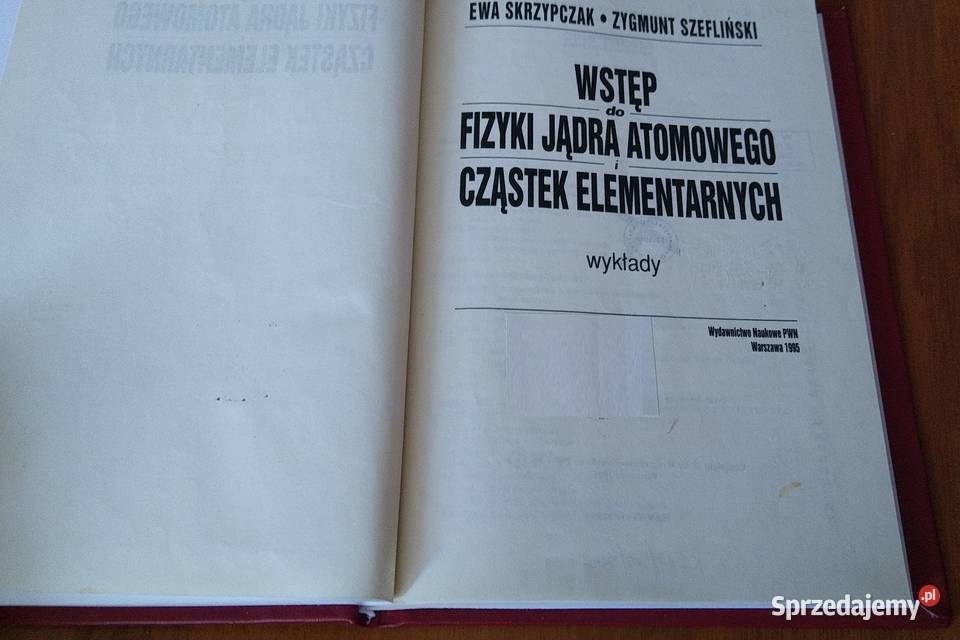 EWA SKRZYPCZAK • ZYGMUNT SZEFLIŃSKI
WSTĘP
do
FIZYKI JĄDRA ATOMOWEGO
i
CZĄSTEK ELEMENTARNYCH
wykłady
Wydawnictwo Naukowe PWN
Warszawa 1995
Sprzedajemy.pl